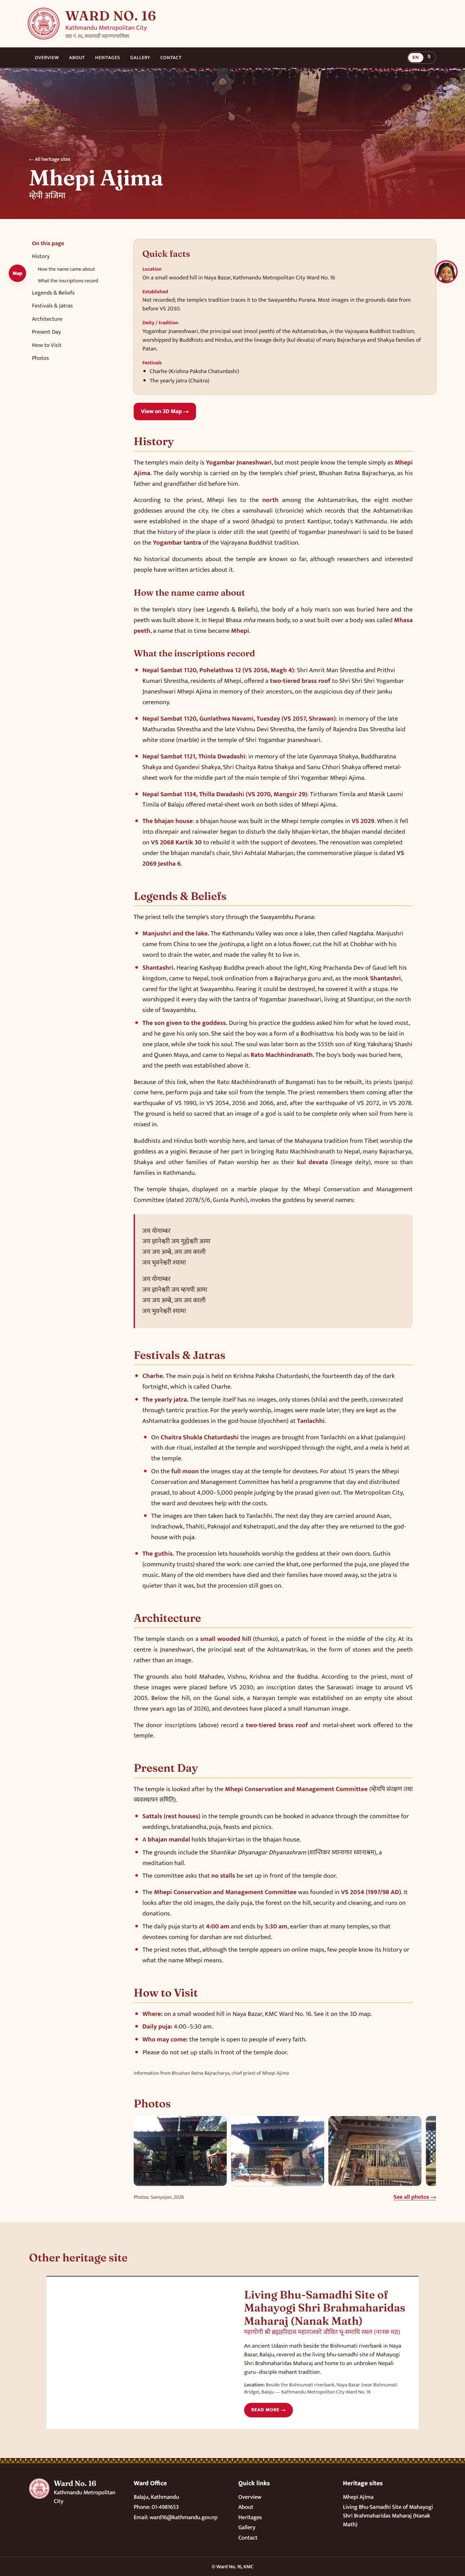 WARD NO. 16
Kathmandu Metropolitan City
वडा नं. १६, काठमाडौँ महानगरपालिका
OVERVIEW ABOUT HERITAGES GALLERY CONTACT
EN ने
← All heritage sites
Mhepi Ajima
म्हेपी अजिमा
Map
On this page
History
How the name came about
What the inscriptions record
Legends & Beliefs
Festivals & Jatras
Architecture
Present Day
How to Visit
Photos
Quick facts
Location
On a small wooded hill in Naya Bazar, Kathmandu Metropolitan City Ward No. 16
Established
Not recorded; the temple's tradition traces it to the Swayambhu Purana. Most images in the grounds date from
before VS 2030.
Deity / tradition
Yogambar Jnaneshwari, the principal seat (mool peeth) of the Ashtamatrikas, in the Vajrayana Buddhist tradition;
worshipped by Buddhists and Hindus, and the lineage deity (kul devata) of many Bajracharya and Shakya families of
Patan.
Festivals
Charhe (Krishna Paksha Chaturdashi)
The yearly jatra (Chaitra)
View on 3D Map →
History
The temple's main deity is Yogambar Jnaneshwari, but most people know the temple simply as Mhepi
Ajima. The daily worship is carried on by the temple's chief priest, Bhushan Ratna Bajracharya, as his
father and grandfather did before him.
According to the priest, Mhepi lies to the north among the Ashtamatrikas, the eight mother
goddesses around the city. He cites a vamshavali (chronicle) which records that the Ashtamatrikas
were established in the shape of a sword (khadga) to protect Kantipur, today's Kathmandu. He adds
that the history of the place is older still: the seat (peeth) of Yogambar Jnaneshwari is said to be based
on the Yogambar tantra of the Vajrayana Buddhist tradition.
No historical documents about the temple are known so far, although researchers and interested
people have written articles about it.
How the name came about
In the temple's story (see Legends & Beliefs), the body of a holy man's son was buried here and the
peeth was built above it. In Nepal Bhasa mha means body, so a seat built over a body was called Mhasa
peeth, a name that in time became Mhepi.
What the inscriptions record
Nepal Sambat 1120, Pohelathwa 12 (VS 2056, Magh 4): Shri Amrit Man Shrestha and Prithvi
Kumari Shrestha, residents of Mhepi, offered a two-tiered brass roof to Shri Shri Shri Yogambar
Jnaneshwari Mhepi Ajima in memory of their ancestors, on the auspicious day of their Janku
ceremony.
Nepal Sambat 1120, Gunlathwa Navami, Tuesday (VS 2057, Shrawan): in memory of the late
Mathuradas Shrestha and the late Vishnu Devi Shrestha, the family of Rajendra Das Shrestha laid
white stone (marble) in the temple of Shri Yogambar Jnaneshwari.
Nepal Sambat 1121, Thinla Dwadashi: in memory of the late Gyanmaya Shakya, Buddharatna
Shakya and Gyandevi Shakya, Shri Chaitya Ratna Shakya and Sanu Chhori Shakya offered metal-
sheet work for the middle part of the main temple of Shri Yogambar Mhepi Ajima.
Nepal Sambat 1134, Thilla Dwadashi (VS 2070, Mangsir 29): Tirtharam Timila and Manik Laxmi
Timila of Balaju offered metal-sheet work on both sides of Mhepi Ajima.
The bhajan house: a bhajan house was built in the Mhepi temple complex in VS 2029. When it fell
into disrepair and rainwater began to disturb the daily bhajan-kirtan, the bhajan mandal decided
on VS 2068 Kartik 30 to rebuild it with the support of devotees. The renovation was completed
under the bhajan mandal's chair, Shri Ashtalal Maharjan; the commemorative plaque is dated VS
2069 Jestha 6.
Legends & Beliefs
The priest tells the temple's story through the Swayambhu Purana:
Manjushri and the lake. The Kathmandu Valley was once a lake, then called Nagdaha. Manjushri
came from China to see the jyotirupa, a light on a lotus flower, cut the hill at Chobhar with his
sword to drain the water, and made the valley fit to live in.
Shantashri. Hearing Kashyap Buddha preach about the light, King Prachanda Dev of Gaud left his
kingdom, came to Nepal, took initiation from a Bajracharya guru and, as the monk Shantashri,
cared for the light at Swayambhu. Fearing it could be destroyed, he covered it with a stupa. He
worshipped it every day with the tantra of Yogambar Jnaneshwari, living at Shantipur, on the north
side of Swayambhu.
The son given to the goddess. During his practice the goddess asked him for what he loved most,
and he gave his only son. She said the boy was a form of a Bodhisattva: his body was to be laid in
one place, while she took his soul. The soul was later born as the 555th son of King Yaksharaj Shashi
and Queen Maya, and came to Nepal as Rato Machhindranath. The boy's body was buried here,
and the peeth was established above it.
Because of this link, when the Rato Machhindranath of Bungamati has to be rebuilt, its priests (panju)
come here, perform puja and take soil from the temple. The priest remembers them coming after the
earthquake of VS 1990, in VS 2054, 2056 and 2066, and, after the earthquake of VS 2072, in VS 2078.
The ground is held so sacred that an image of a god is said to be complete only when soil from here is
mixed in.
Buddhists and Hindus both worship here, and lamas of the Mahayana tradition from Tibet worship the
goddess as a yogini. Because of her part in bringing Rato Machhindranath to Nepal, many Bajracharya,
Shakya and other families of Patan worship her as their kul devata (lineage deity), more so than
families in Kathmandu.
The temple bhajan, displayed on a marble plaque by the Mhepi Conservation and Management
Committee (dated 2078/5/6, Gunla Punhi), invokes the goddess by several names:
जय योगाम्बर
जय ज्ञानेश्वरी जय गुह्येश्वरी आमा
जय जय अम्बे, जय जय काली
जय भुवनेश्वरी श्यामा
जय योगाम्बर
जय ज्ञानेश्वरी जय म्हयपी आमा
जय जय अम्बे, जय जय काली
जय भुवनेश्वरी श्यामा
Festivals & Jatras
Charhe. The main puja is held on Krishna Paksha Chaturdashi, the fourteenth day of the dark
fortnight, which is called Charhe.
The yearly jatra. The temple itself has no images, only stones (shila) and the peeth, consecrated
through tantric practice. For the yearly worship, images were made later; they are kept as the
Ashtamatrika goddesses in the god-house (dyochhen) at Tanlachhi.
On Chaitra Shukla Chaturdashi the images are brought from Tanlachhi on a khat (palanquin)
with due ritual, installed at the temple and worshipped through the night, and a mela is held at
the temple.
On the full moon the images stay at the temple for devotees. For about 15 years the Mhepi
Conservation and Management Committee has held a programme that day and distributed
prasad, to about 4,000–5,000 people judging by the prasad given out. The Metropolitan City,
the ward and devotees help with the costs.
The images are then taken back to Tanlachhi. The next day they are carried around Asan,
Indrachowk, Thahiti, Paknajol and Kshetrapati, and the day after they are returned to the god-
house with puja.
The guthis. The procession lets households worship the goddess at their own doors. Guthis
(community trusts) shared the work: one carried the khat, one performed the puja, one played the
music. Many of the old members have died and their families have moved away, so the jatra is
quieter than it was, but the procession still goes on.
Architecture
The temple stands on a small wooded hill (thumko), a patch of forest in the middle of the city. At its
centre is Jnaneshwari, the principal seat of the Ashtamatrikas, in the form of stones and the peeth
rather than an image.
The grounds also hold Mahadev, Vishnu, Krishna and the Buddha. According to the priest, most of
these images were placed before VS 2030; an inscription dates the Saraswati image to around VS
2005. Below the hill, on the Gunal side, a Narayan temple was established on an empty site about
three years ago (as of 2026), and devotees have placed a small Hanuman image.
The donor inscriptions (above) record a two-tiered brass roof and metal-sheet work offered to the
temple.
Present Day
The temple is looked after by the Mhepi Conservation and Management Committee (म्हेयपि संरक्षण तथा
व्यवस्थापन समिति).
Sattals (rest houses) in the temple grounds can be booked in advance through the committee for
weddings, bratabandha, puja, feasts and picnics.
A bhajan mandal holds bhajan-kirtan in the bhajan house.
The grounds include the Shantikar Dhyanagar Dhyanashram (शान्तिकर ध्यानागार ध्यानाश्रम), a
meditation hall.
The committee asks that no stalls be set up in front of the temple door.
The Mhepi Conservation and Management Committee was founded in VS 2054 (1997/98 AD). It
looks after the old images, the daily puja, the forest on the hill, security and cleaning, and runs on
donations.
The daily puja starts at 4:00 am and ends by 5:30 am, earlier than at many temples, so that
devotees coming for darshan are not disturbed.
The priest notes that, although the temple appears on online maps, few people know its history or
what the name Mhepi means.
How to Visit
Where: on a small wooded hill in Naya Bazar, KMC Ward No. 16. See it on the 3D map.
Daily puja: 4:00–5:30 am.
Who may come: the temple is open to people of every faith.
Please do not set up stalls in front of the temple door.
Information from Bhushan Ratna Bajracharya, chief priest of Mhepi Ajima
Photos
Photos: Samyajan, 2026
See all photos →
Other heritage site
Living Bhu-Samadhi Site of
Mahayogi Shri Brahmaharidas
Maharaj (Nanak Math)
महायोगी श्री ब्रह्महरिदास महाराजको जीवित भू-समाधि स्थल (नानक मठ)
An ancient Udasin math beside the Bishnumati riverbank in Naya
Bazar, Balaju, revered as the living bhu-samadhi site of Mahayogi
Shri Brahmaharidas Maharaj and home to an unbroken Nepali
guru–disciple mahant tradition.
Location: Beside the Bishnumati riverbank, Naya Bazar (near Bishnumati
Bridge), Balaju — Kathmandu Metropolitan City Ward No. 16
READ MORE →
Ward No. 16
Kathmandu Metropolitan
City
Ward Office
Balaju, Kathmandu
Phone: 01-4981653
Email: ward16@kathmandu.gov.np
Quick links
Overview
About
Heritages
Gallery
Contact
Heritage sites
Mhepi Ajima
Living Bhu-Samadhi Site of Mahayogi
Shri Brahmaharidas Maharaj (Nanak
Math)
© Ward No. 16, KMC